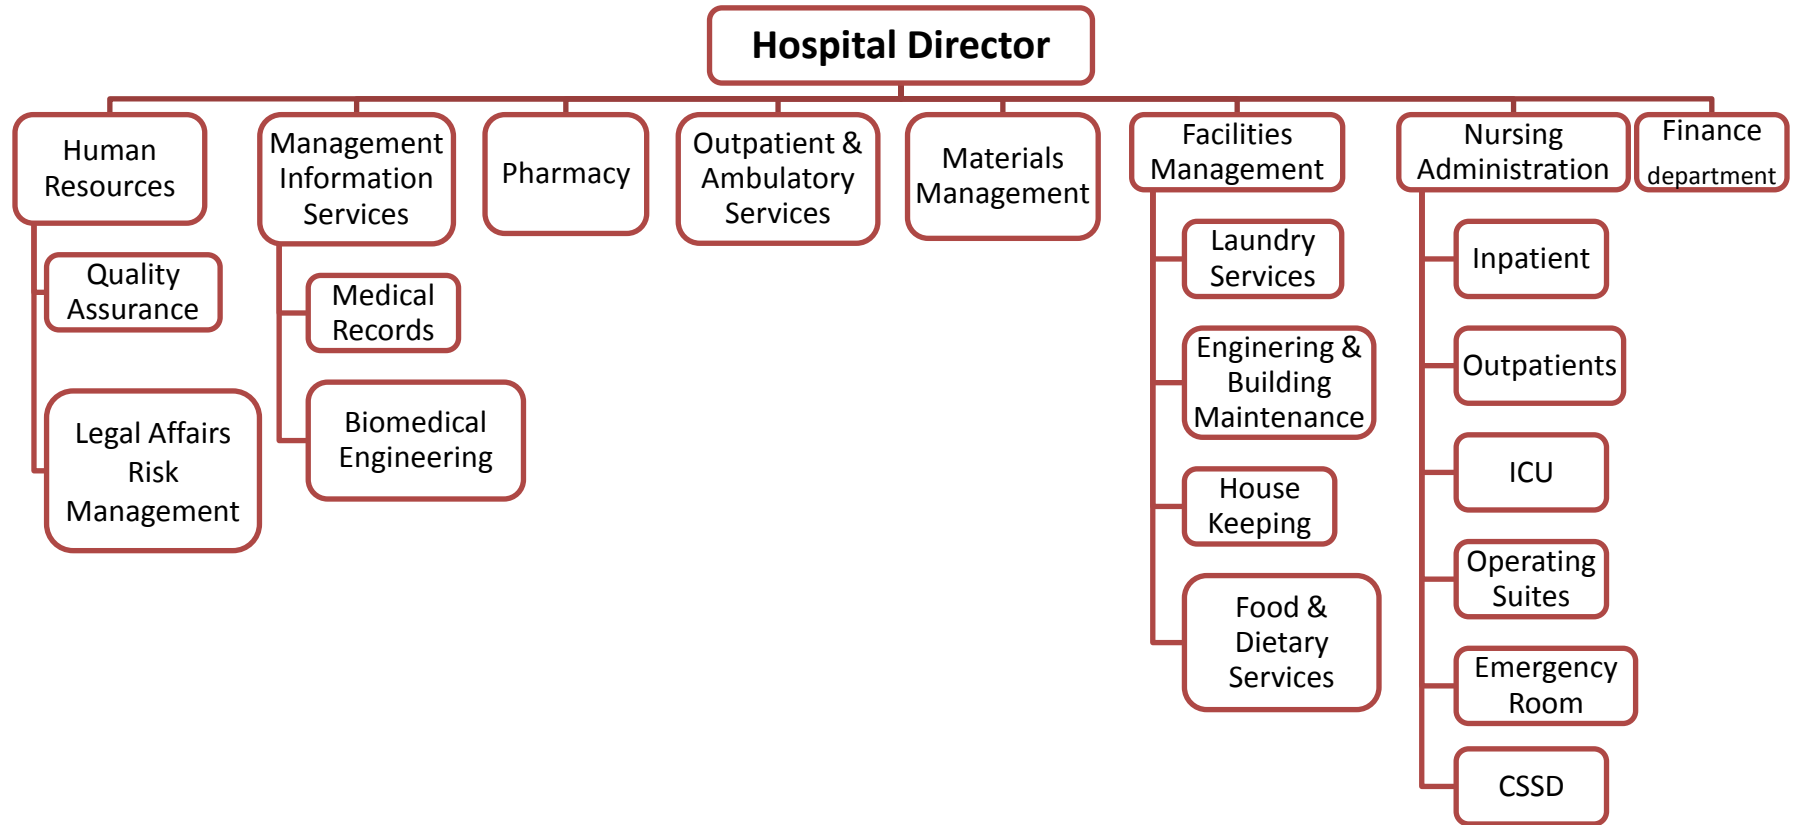 Hospital Director
Human
Resources
Management
Information
Services
Pharmacy
Outpatient &
Ambulatory
Services
Materials
Management
Facilities
Management
Nursing
Administration
Finance
department
Quality
Assurance
Legal Affairs
Risk
Management
Medical
Records
Biomedical
Engineering
Laundry
Services
Enginering &
Building
Maintenance
House
Keeping
Food &
Dietary
Services
Inpatient
Outpatients
ICU
Operating
Suites
Emergency
Room
CSSD